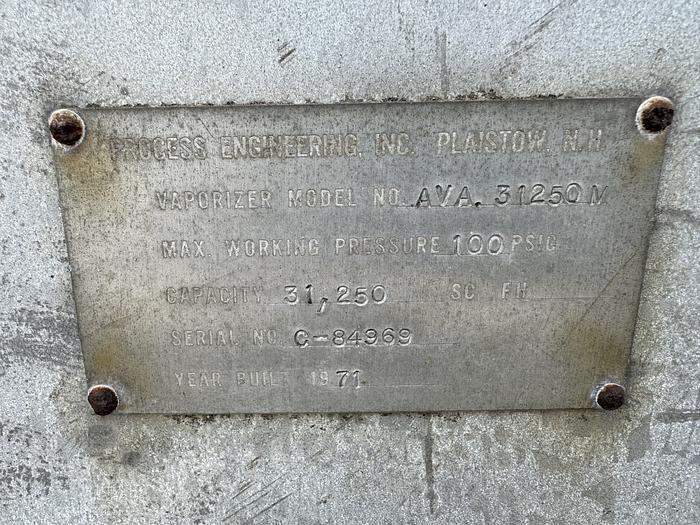 PROCESS ENGINEERING, INC. PLAISTOW, N.H.
VAPORIZER MODEL NO. AVA. 31250M
MAX. WORKING PRESSURE 100 PSIG
CAPACITY 31,250 SC FH
SERIAL NO. C-84969
YEAR BUILT 1971